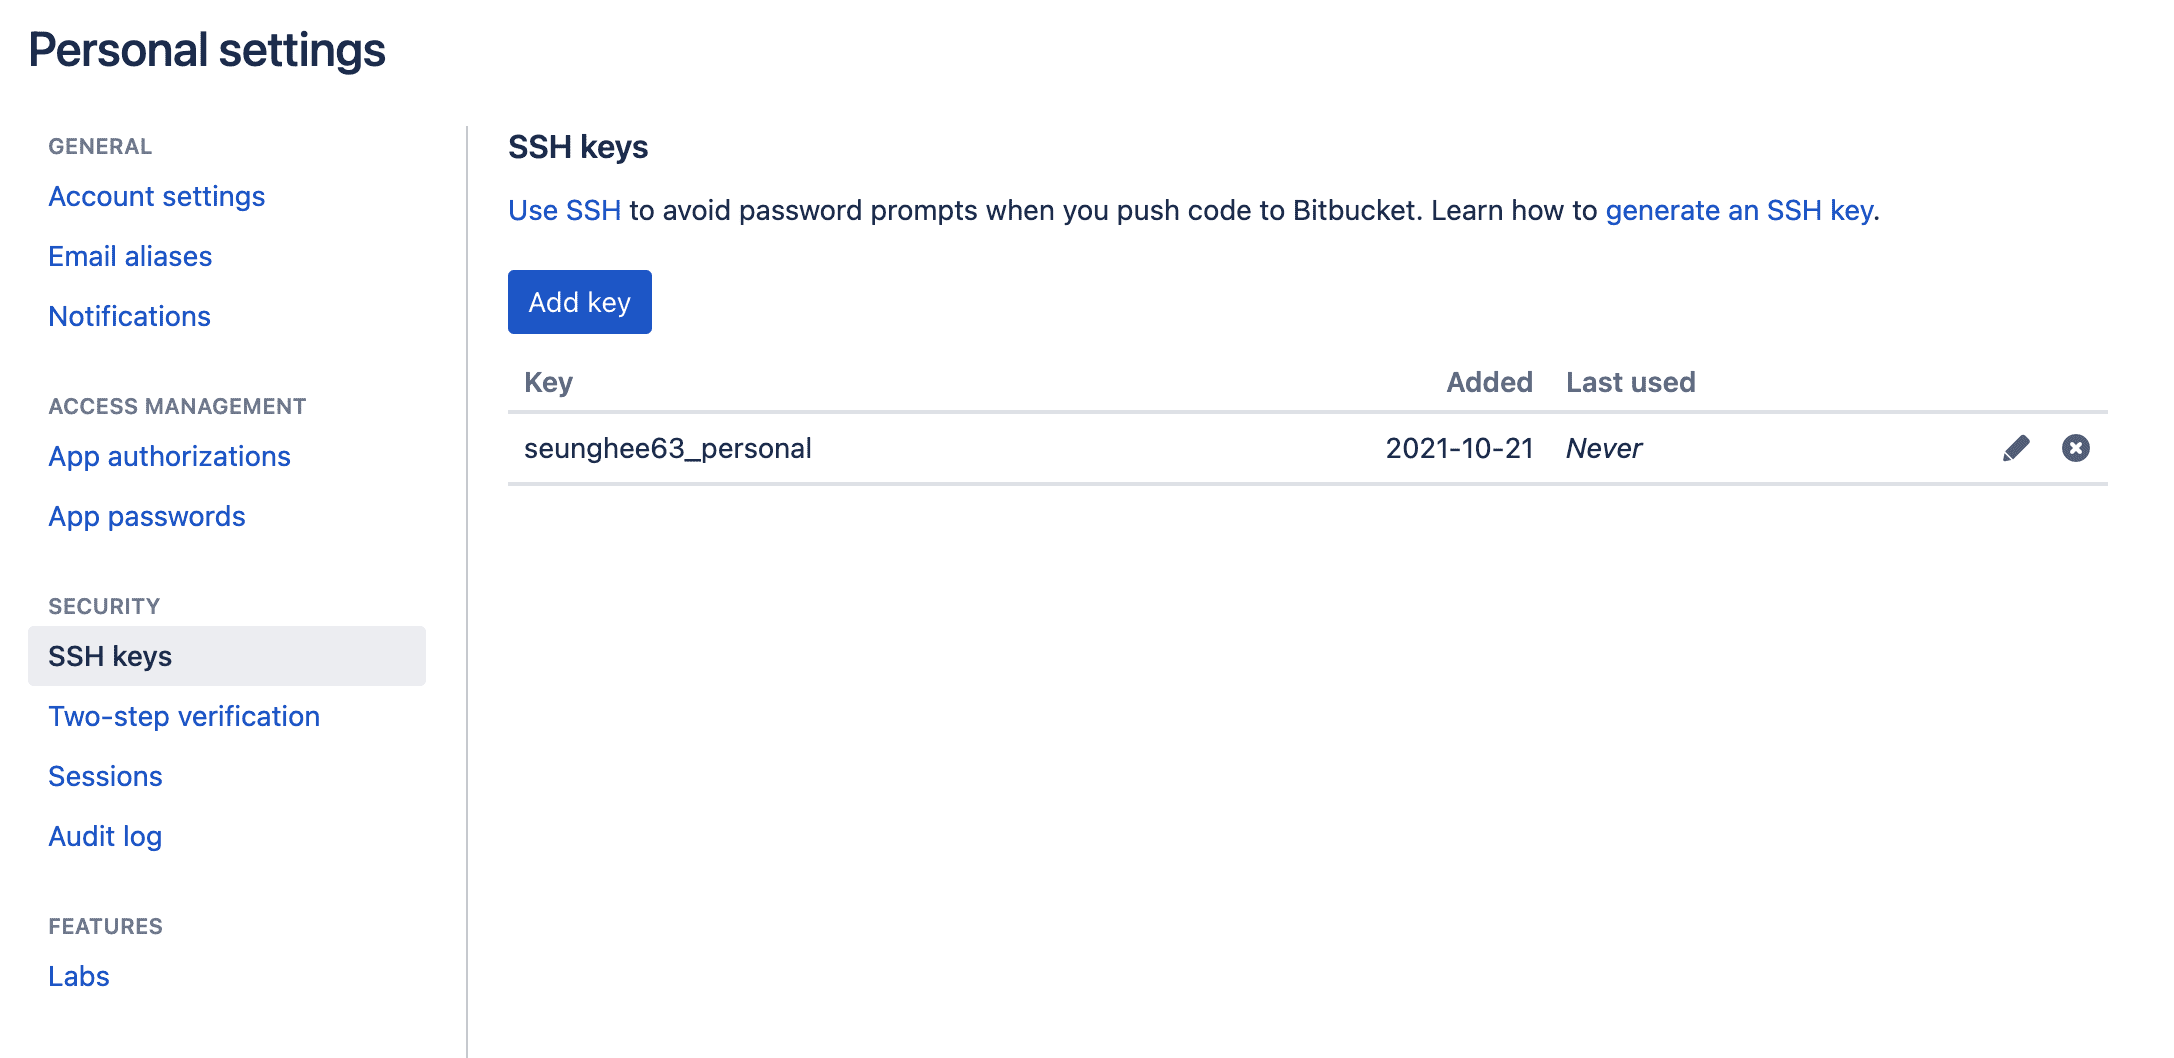 Personal settings
GENERAL
Account settings
Email aliases
Notifications
ACCESS MANAGEMENT
App authorizations
App passwords
SECURITY
SSH keys
Two-step verification
Sessions
Audit log
FEATURES
Labs
SSH keys
Use SSH to avoid password prompts when you push code to Bitbucket. Learn how to generate an SSH key.
Add key
Key Added Last used
seunghee63_personal 2021-10-21 Never